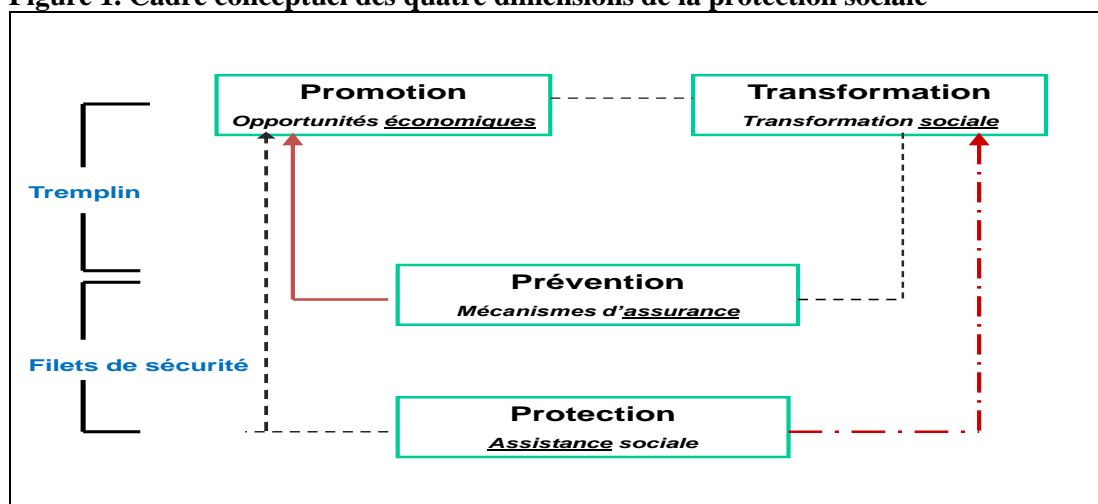 Figure 1. Cadre conceptuel des quatre dimensions de la protection sociale
Promotion
Opportunités économiques
Transformation
Transformation sociale
Tremplin
Prévention
Mécanismes d'assurance
Filets de sécurité
Protection
Assistance sociale